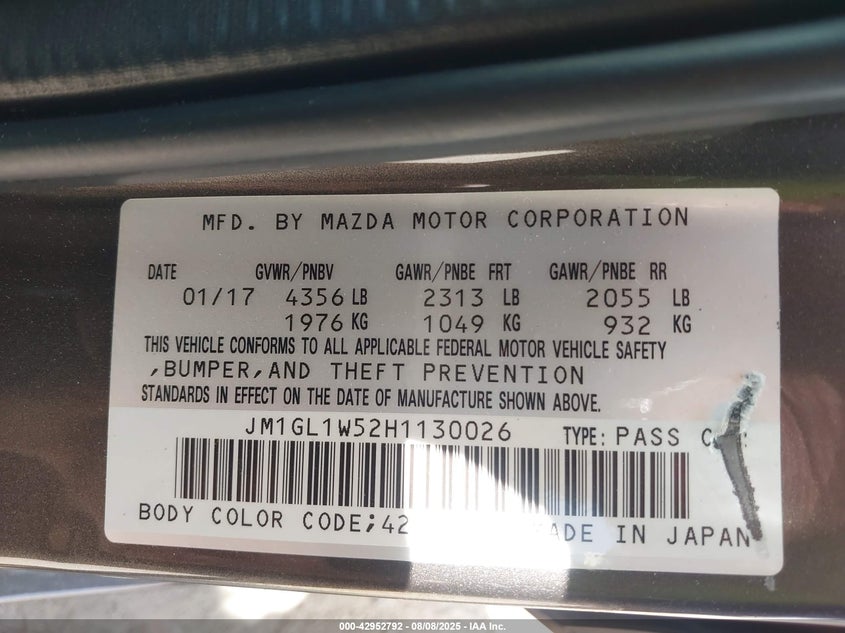 MFD. BY MAZDA MOTOR CORPORATION
DATE GVWR/PNBV GAWR/PNBE FRT GAWR/PNBE RR
01/17 4356 LB 2313 LB 2055 LB
1976 KG 1049 KG 932 KG
THIS VEHICLE CONFORMS TO ALL APPLICABLE FEDERAL MOTOR VEHICLE SAFETY
,BUMPER,AND THEFT PREVENTION
STANDARDS IN EFFECT ON THE DATE OF MANUFACTURE SHOWN ABOVE.
JM1GL1W52H1130026 TYPE: PASS
BODY COLOR CODE;42 IN JAPAN
000-42952792 - 08/08/2025 - IAA Inc.